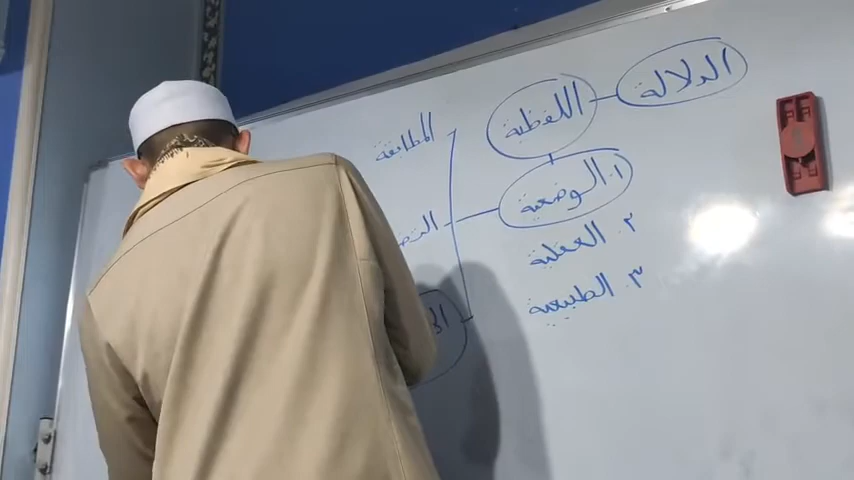 الدلالة
اللفظية
١. الوضعية
٢. العقلية
٣. الطبيعية
المطابقة